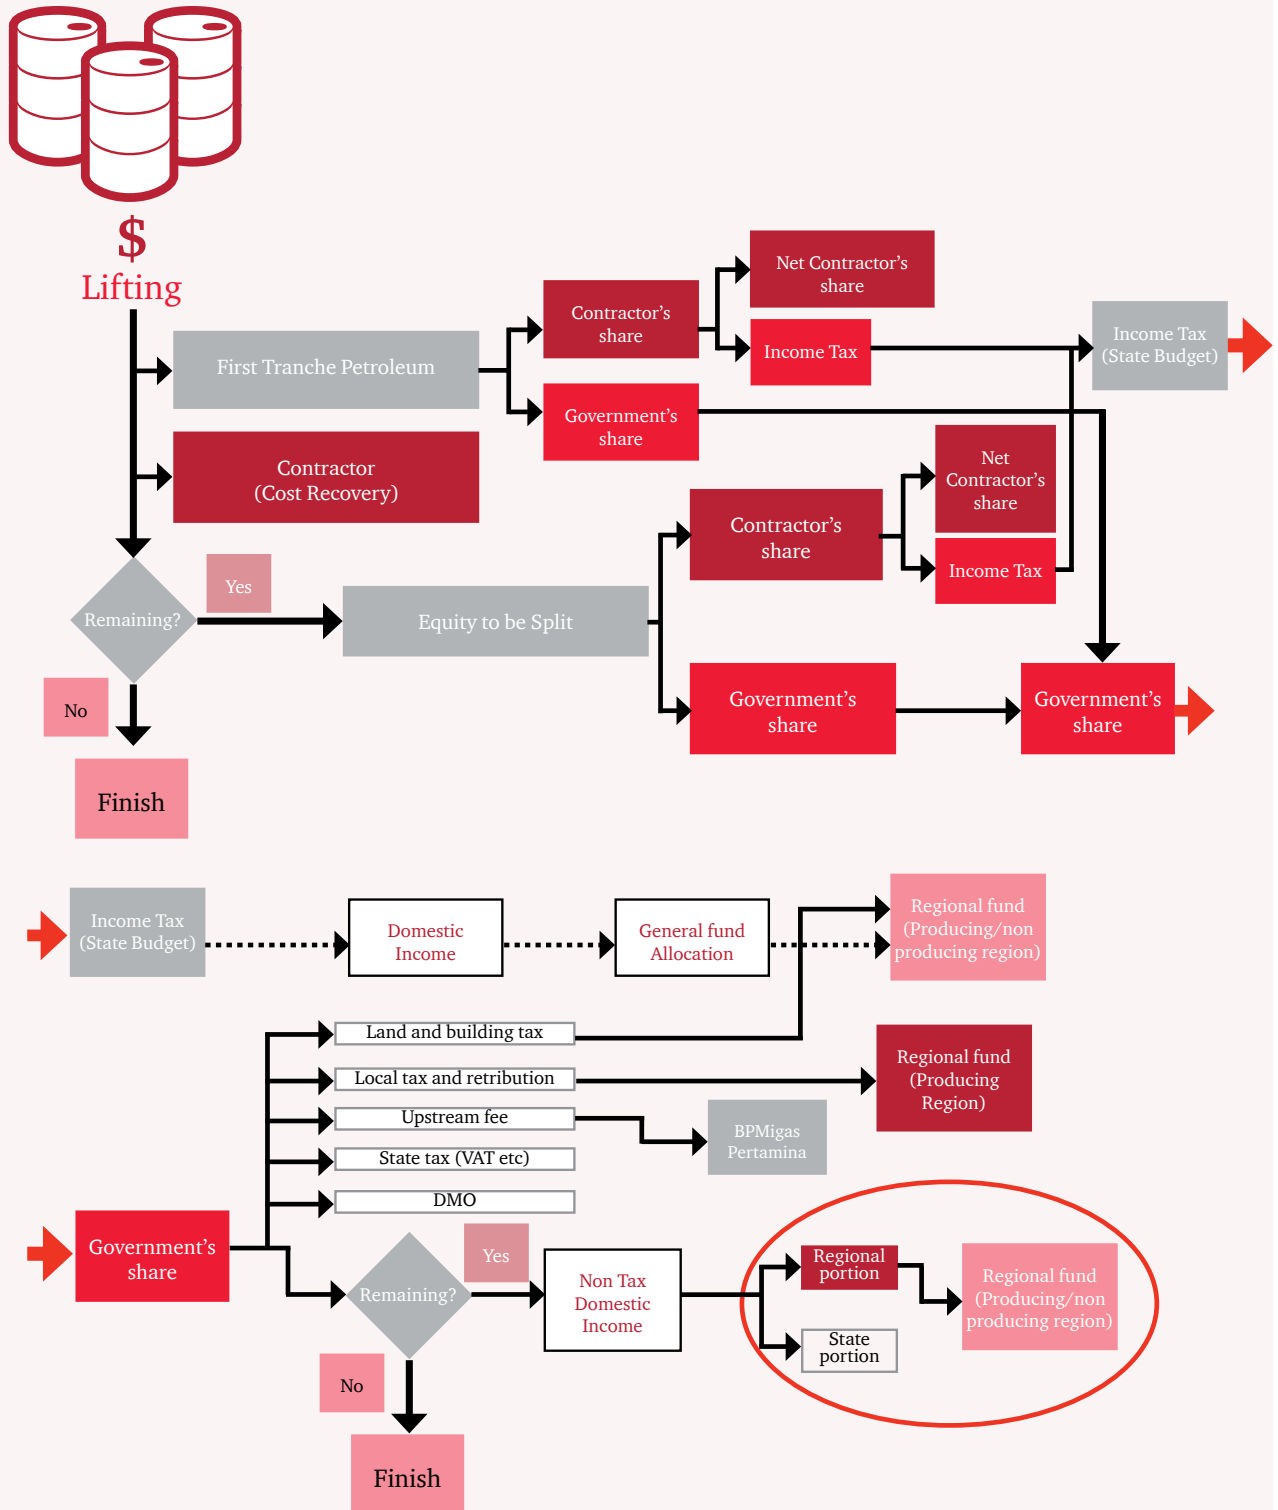 $
Lifting
First Tranche Petroleum
Contractor
(Cost Recovery)
Contractor's
share
Government's
share
Net Contractor's
share
Income Tax
Income Tax
(State Budget)
Net
Contractor's
share
Income Tax
Contractor's
share
Remaining?
Yes
Equity to be Split
Government's
share
Government's
share
No
Finish
Income Tax
(State Budget)
Domestic
Income
General fund
Allocation
Regional fund
(Producing/non
producing region)
Land and building tax
Local tax and retribution
Upstream fee
State tax (VAT etc)
DMO
Regional fund
(Producing
Region)
BPMigas
Pertamina
Government's
share
Remaining?
Yes
Non Tax
Domestic
Income
Regional
portion
State
portion
Regional fund
(Producing/non
producing region)
No
Finish